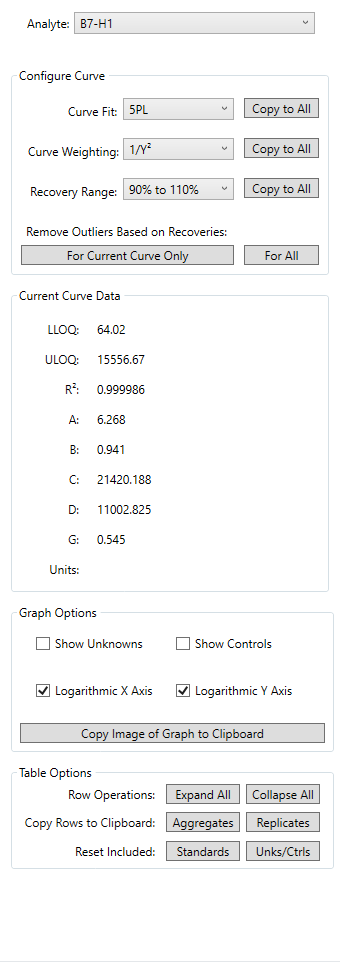 Analyte: B7-H1
Configure Curve
Curve Fit: 5PL Copy to All
Curve Weighting: 1/Y² Copy to All
Recovery Range: 90% to 110% Copy to All
Remove Outliers Based on Recoveries:
For Current Curve Only For All
Current Curve Data
LLOQ: 64.02
ULOQ: 15556.67
R²: 0.999986
A: 6.268
B: 0.941
C: 21420.188
D: 11002.825
G: 0.545
Units:
Graph Options
Show Unknowns Show Controls
Logarithmic X Axis Logarithmic Y Axis
Copy Image of Graph to Clipboard
Table Options
Row Operations: Expand All Collapse All
Copy Rows to Clipboard: Aggregates Replicates
Reset Included: Standards Unks/Ctrls